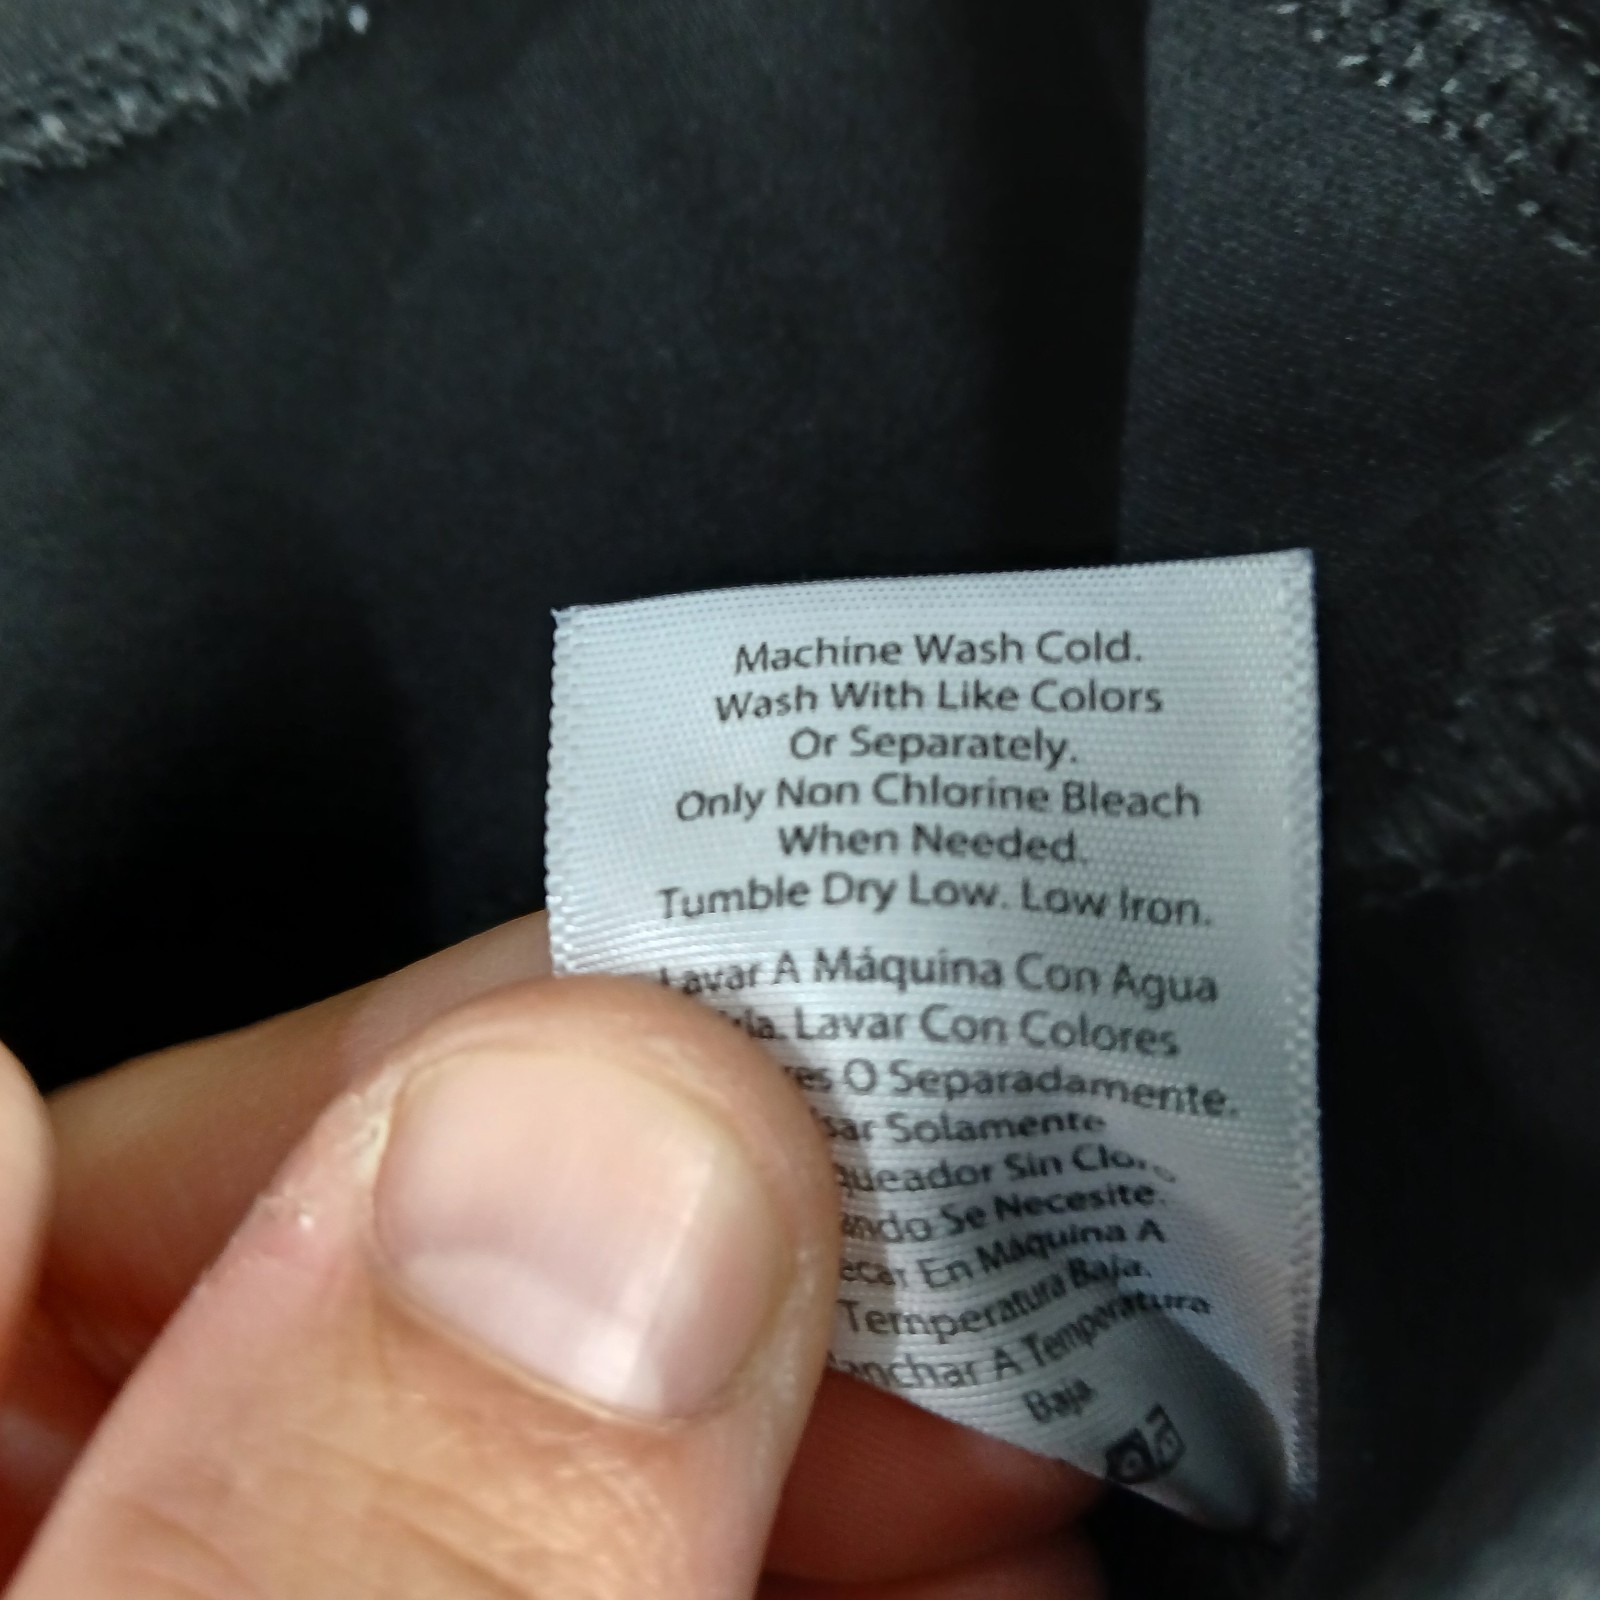 Machine Wash Cold.
Wash With Like Colors
Or Separately.
Only Non Chlorine Bleach
When Needed.
Tumble Dry Low. Low Iron.
Lavar A Máquina Con Agua
Lavar Con Colores
O Separadamente.
Solamente
Sin Cloro
Se Necesite.
En Máquina A
Temperatura Baja.
A Temperatura
Baja